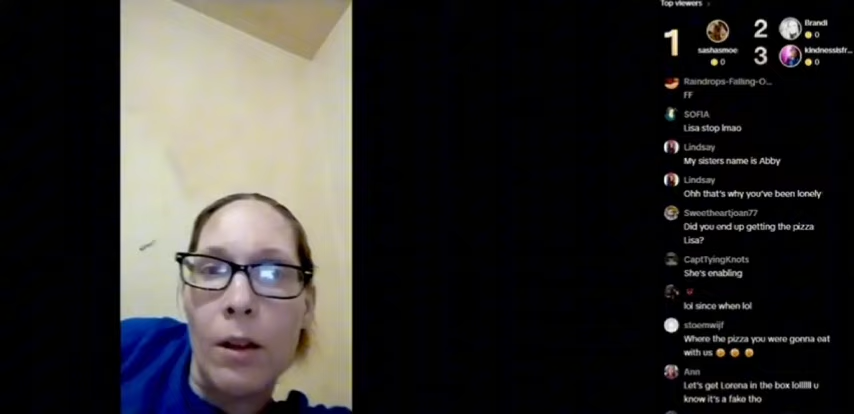 Top viewers
1
sashasmoe
0
2
Brandi
0
3
kindnessisfr...
0
Raindrops-Falling-O...
FF
SOFIA
Lisa stop lmao
Lindsay
My sisters name is Abby
Lindsay
Ohh that's why you've been lonely
Sweetheartjoan77
Did you end up getting the pizza
Lisa?
CaptTyingKnots
She's enabling
lol since when lol
stoemwijf
Where the pizza you were gonna eat
with us
Ann
Let's get Lorena in the box lolllllll u
know it's a fake tho